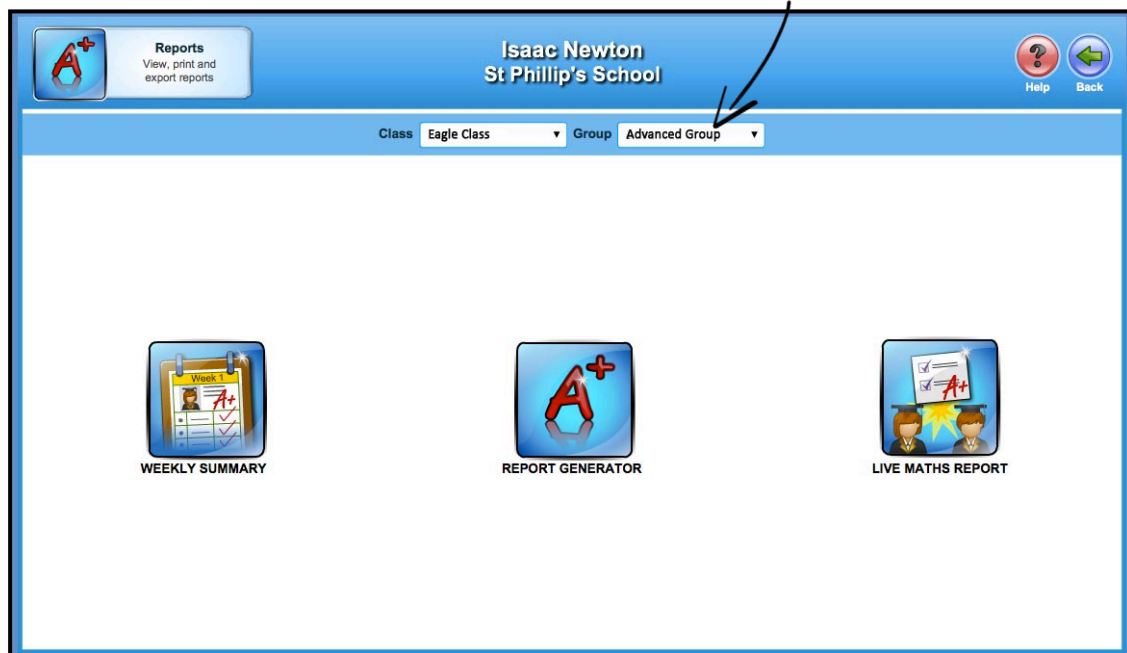 Reports
View, print and
export reports
Isaac Newton
St Phillip's School
Help
Back
Class Eagle Class Group Advanced Group
Week 1
A+
A+
A+
WEEKLY SUMMARY
REPORT GENERATOR
LIVE MATHS REPORT